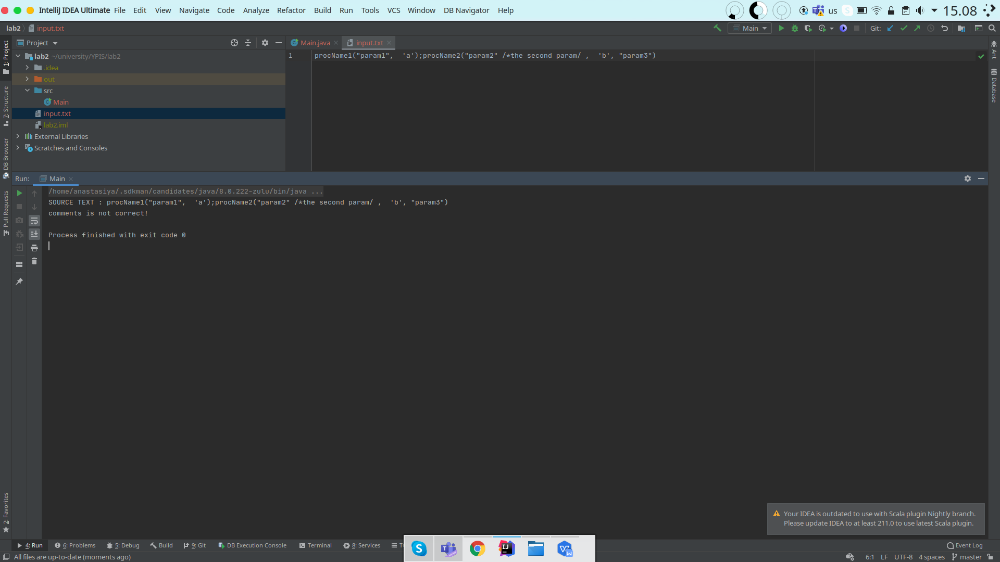 IntelliJ IDEA Ultimate File Edit View Navigate Code Analyze Refactor Build Run Tools VCS Window DB Navigator Help us 15.08
lab2 input.txt Main Git:
1: Project
Project
Main.java input.txt
lab2 ~/university/YPIS/lab2
.idea
out
src
Main
input.txt
lab2.iml
External Libraries
Scratches and Consoles
1 procName1("param1",  'a');procName2("param2" /*the second param/ ,  'b', "param3")
Ant
Database
7: Structure
DB Browser
Pull Requests
2: Favorites
Run: Main
/home/anastasiya/.sdkman/candidates/java/8.0.222-zulu/bin/java ...
SOURCE TEXT : procName1("param1",  'a');procName2("param2" /*the second param/ ,  'b', "param3")
comments is not correct!
Process finished with exit code 0
Your IDEA is outdated to use with Scala plugin Nightly branch.
Please update IDEA to at least 211.0 to use latest Scala plugin.
4: Run 6: Problems 5: Debug Build 9: Git DB Execution Console Terminal 8: Services Event Log
All files are up-to-date (moments ago) 6:1 LF UTF-8 4 spaces master